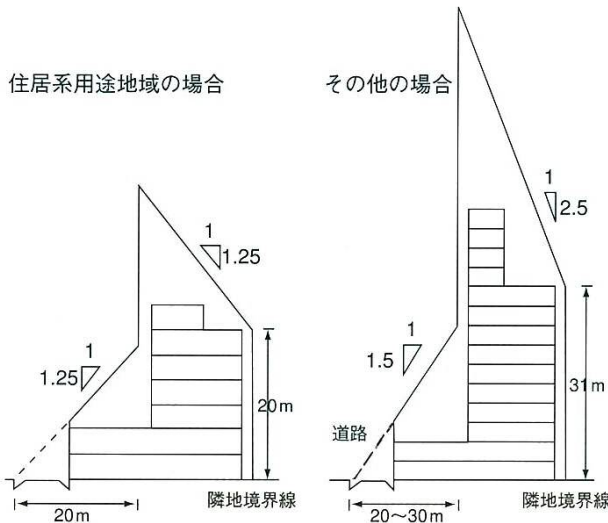 住居系用途地域の場合
1
1.25
1
1.25
20m
20m
隣地境界線
その他の場合
1
2.5
1
1.5
31m
道路
20〜30m
隣地境界線